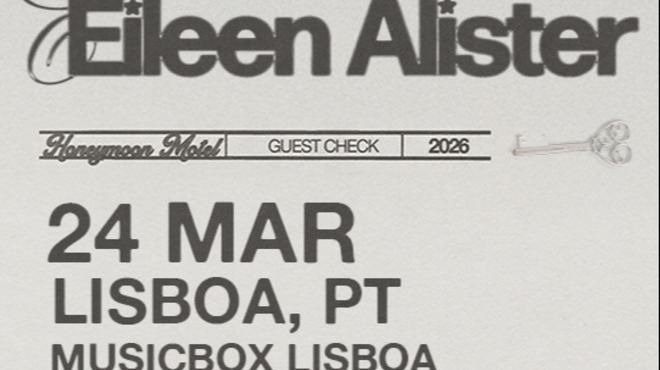 Eileen Alister
Honeymoon Motel GUEST CHECK 2026
24 MAR
LISBOA, PT
MUSICBOX LISBOA